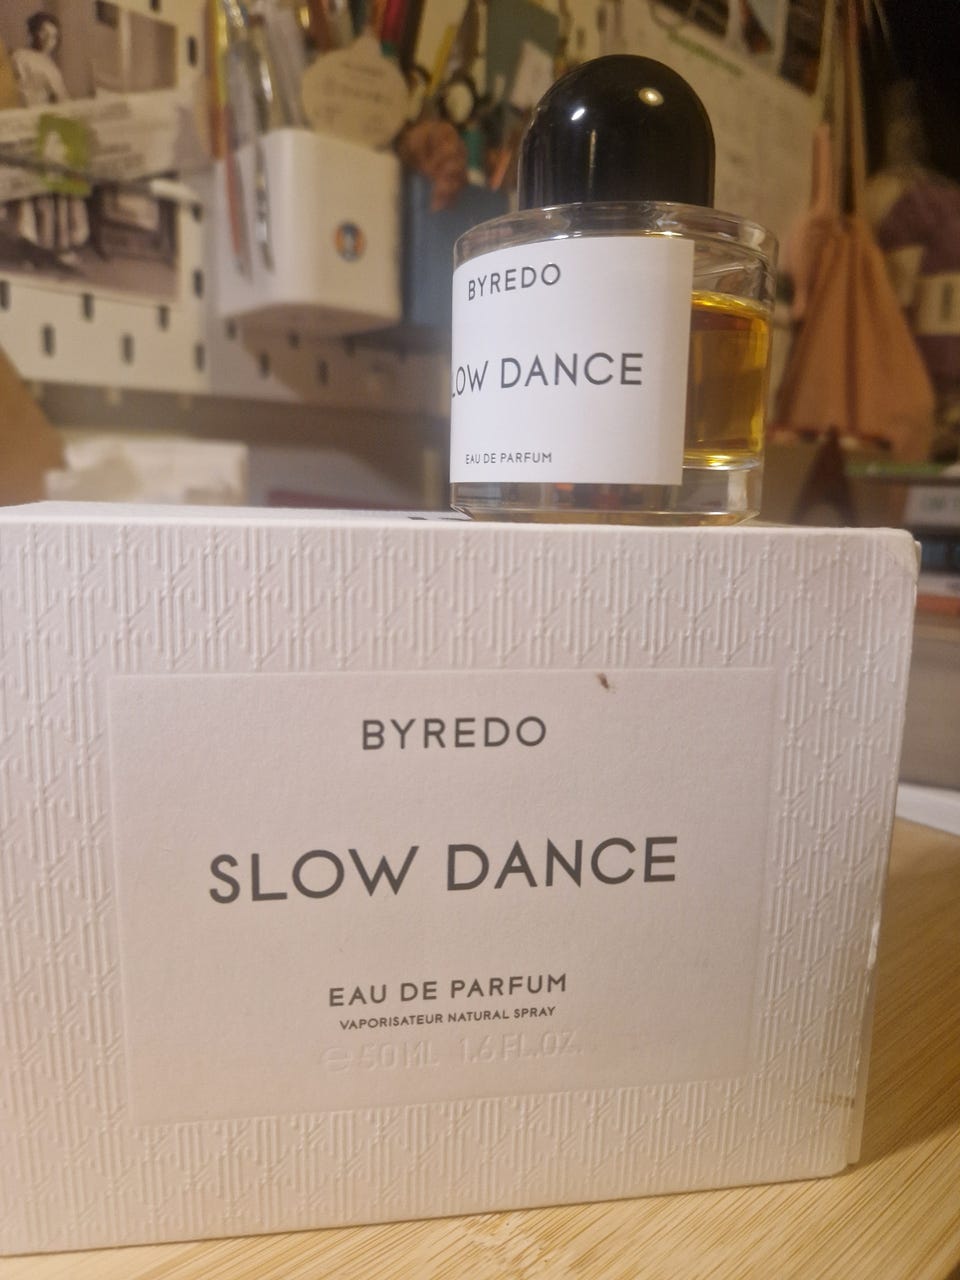 BYREDO
LOW DANCE
EAU DE PARFUM
BYREDO
SLOW DANCE
EAU DE PARFUM
VAPORISATEUR NATURAL SPRAY
℮ 50 ML 1.6 FL.OZ.